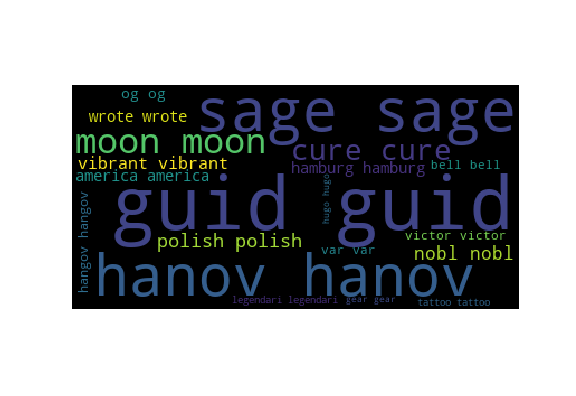 og og
sage sage
wrote wrote
moon moon
cure cure
vibrant vibrant
hamburg hamburg
bell bell
america america
guid guid
hugo hugo
hangov hangov
polish polish
victor victor
var var
nobl nobl
hanov hanov
legendari legendari
gear gear
tattoo tattoo